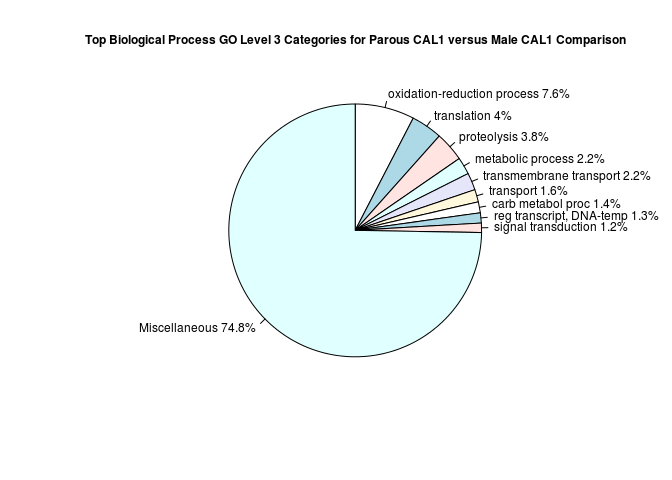 Top Biological Process GO Level 3 Categories for Parous CAL1 versus Male CAL1 Comparison
oxidation-reduction process 7.6%
translation 4%
proteolysis 3.8%
metabolic process 2.2%
transmembrane transport 2.2%
transport 1.6%
carb metabol proc 1.4%
reg transcript, DNA-temp 1.3%
signal transduction 1.2%
Miscellaneous 74.8%